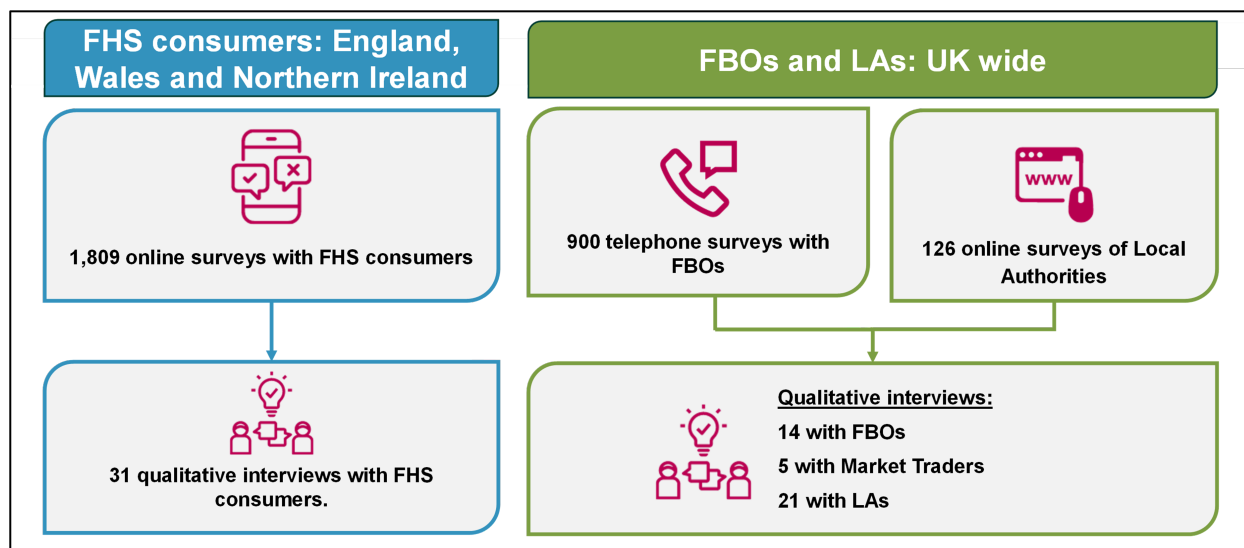 FHS consumers: England,
Wales and Northern Ireland
FBOs and LAs: UK wide
1,809 online surveys with FHS consumers
900 telephone surveys with
FBOs
www
126 online surveys of Local
Authorities
31 qualitative interviews with FHS
consumers.
Qualitative interviews:
14 with FBOs
5 with Market Traders
21 with LAs